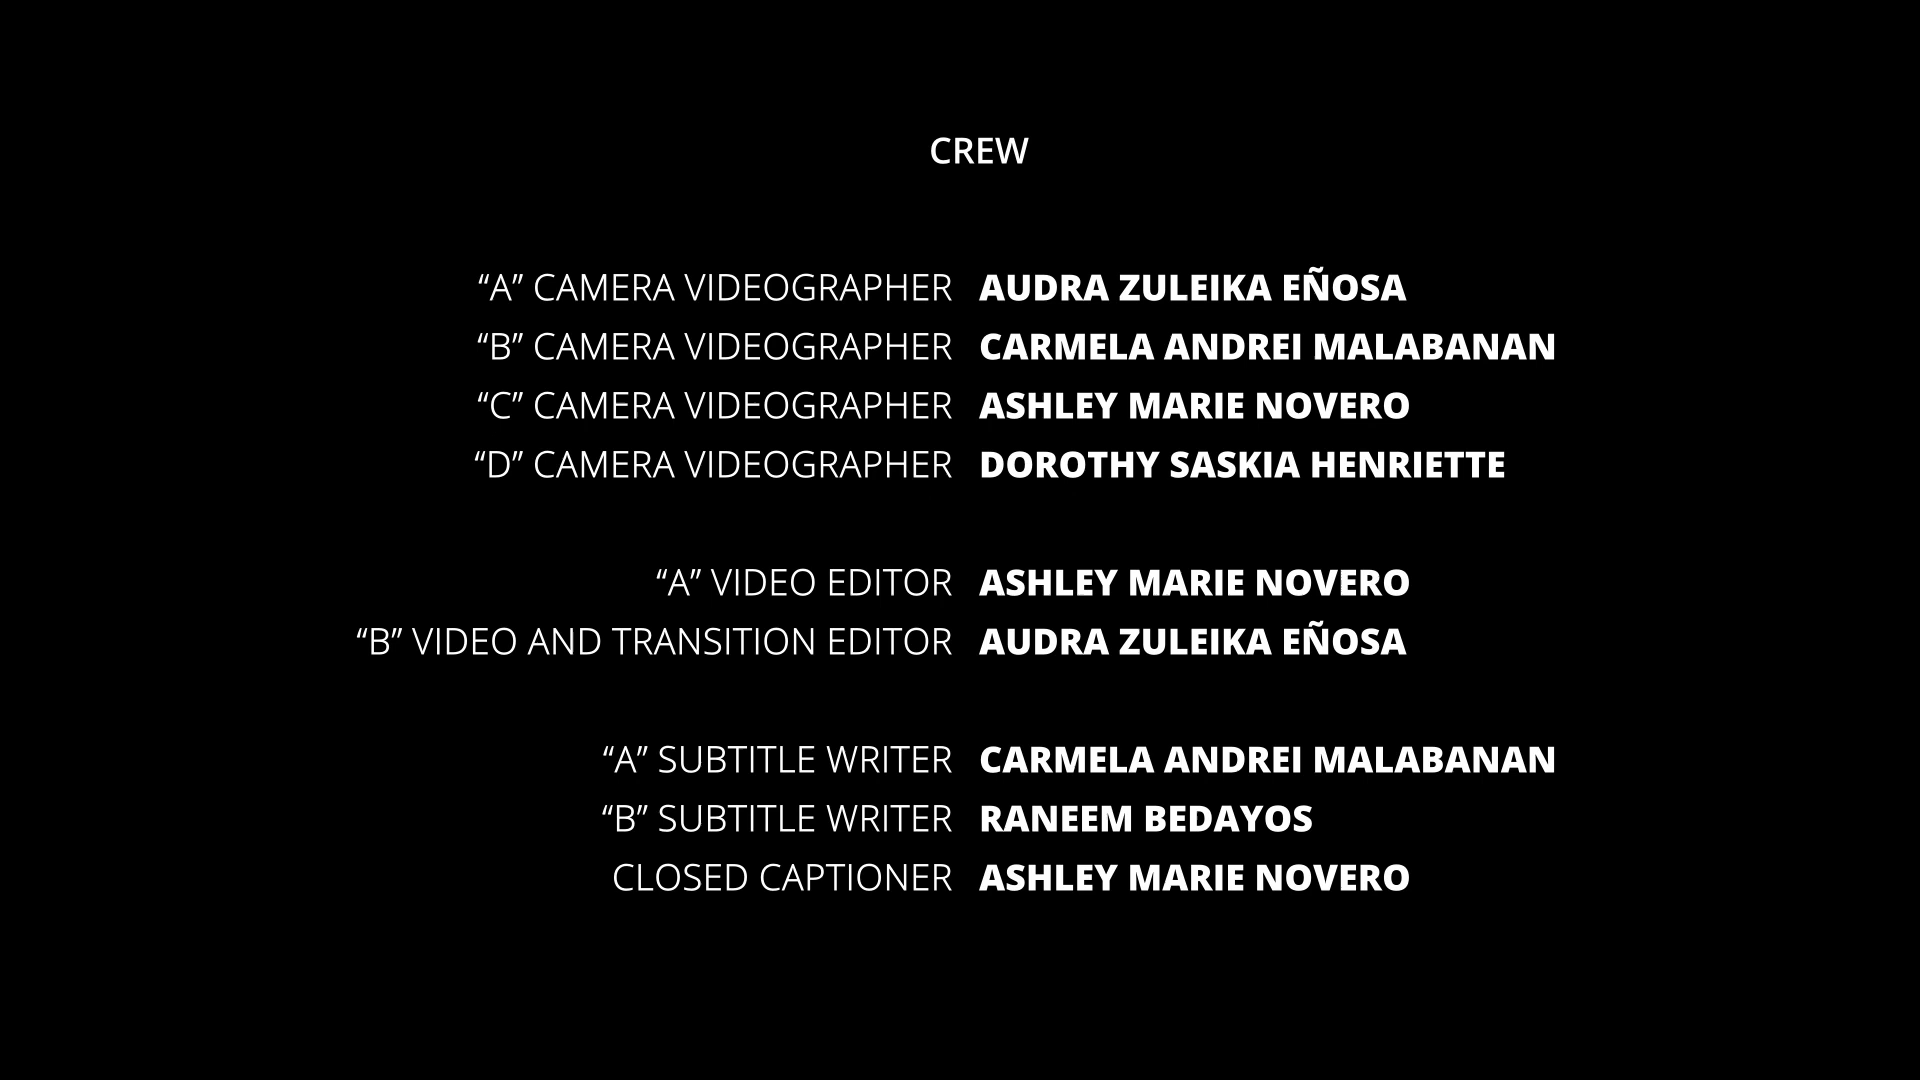 CREW
“A” CAMERA VIDEOGRAPHER AUDRA ZULEIKA EÑOSA
“B” CAMERA VIDEOGRAPHER CARMELA ANDREI MALABANAN
“C” CAMERA VIDEOGRAPHER ASHLEY MARIE NOVERO
“D” CAMERA VIDEOGRAPHER DOROTHY SASKIA HENRIETTE
“A” VIDEO EDITOR ASHLEY MARIE NOVERO
“B” VIDEO AND TRANSITION EDITOR AUDRA ZULEIKA EÑOSA
“A” SUBTITLE WRITER CARMELA ANDREI MALABANAN
“B” SUBTITLE WRITER RANEEM BEDAYOS
CLOSED CAPTIONER ASHLEY MARIE NOVERO